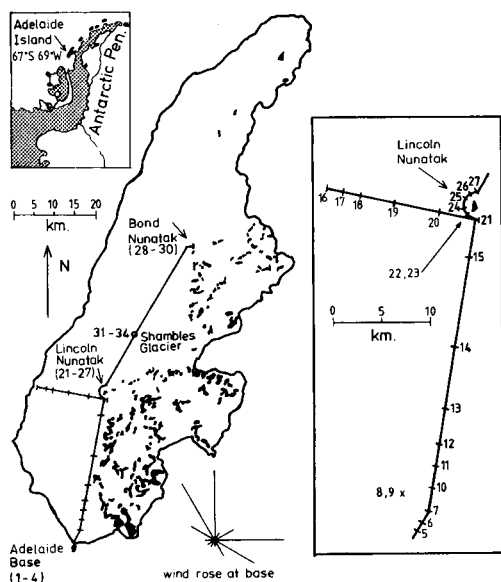 Adelaide
Island
67°S 69°W
Antarctic Pen.
0 5 10 15 20
km.
N
Bond
Nunatak
(28-30)
31-34
Shambles
Glacier
Lincoln
Nunatak
(21-27)
Adelaide
Base
(1-4)
wind rose at base
Lincoln
Nunatak
26 27
25
24
16 17 18 19 20 21
22,23
15
0 10
km.
14
13
12
11
8,9 x 10
7
6
5